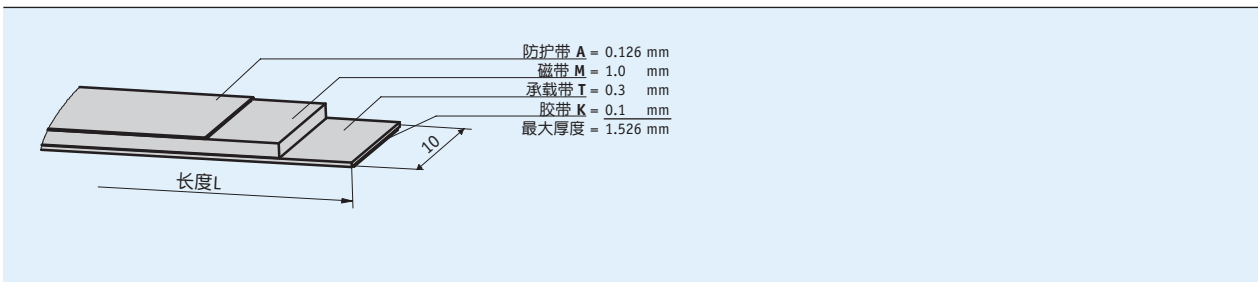 防护带 A = 0.126 mm
磁带 M = 1.0 mm
承载带 T = 0.3 mm
胶带 K = 0.1 mm
最大厚度 = 1.526 mm
10
长度L